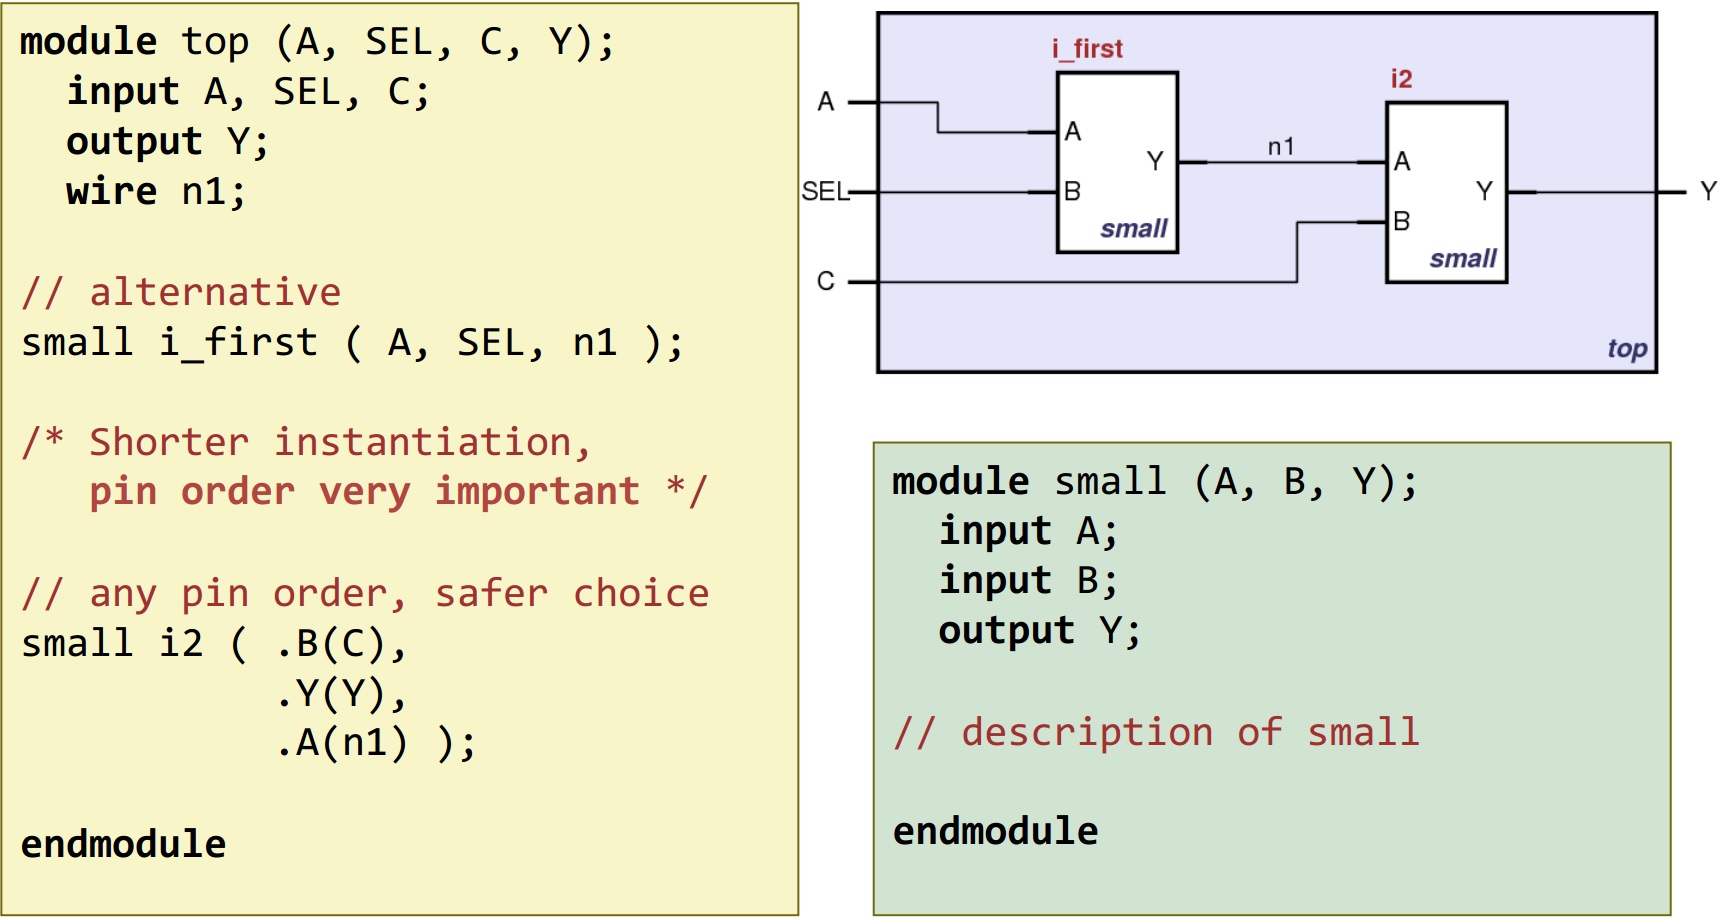 module top (A, SEL, C, Y);
input A, SEL, C;
output Y;
wire n1;
// alternative
small i_first ( A, SEL, n1 );
/* Shorter instantiation,
pin order very important */
// any pin order, safer choice
small i2 ( .B(C),
.Y(Y),
.A(n1) );
endmodule
i_first
i2
A
A
n1
Y
A
SEL
B
Y
Y
B
small
small
C
top
module small (A, B, Y);
input A;
input B;
output Y;
// description of small
endmodule